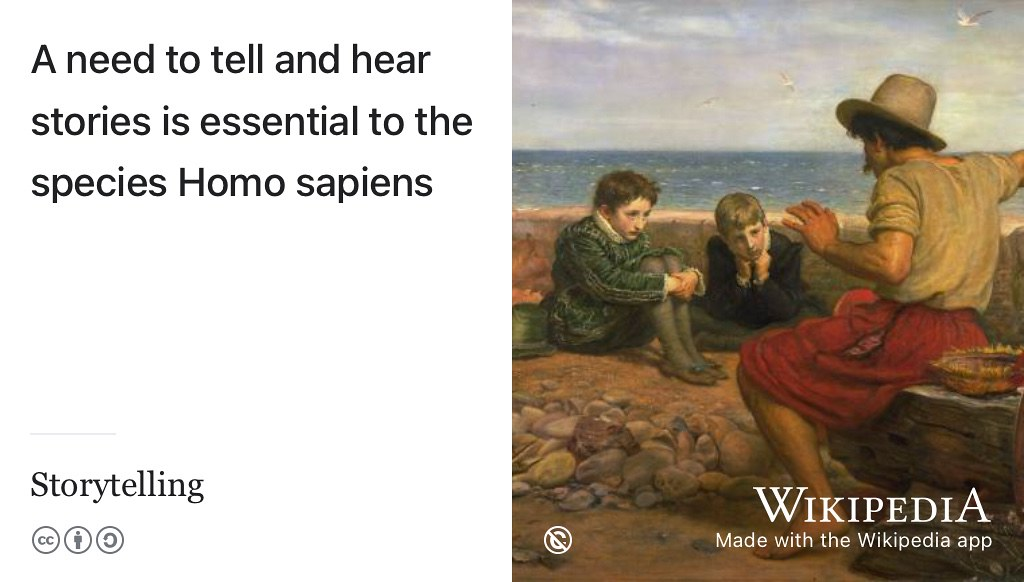 A need to tell and hear
stories is essential to the
species Homo sapiens
Storytelling
cc
WIKIPEDIA
Made with the Wikipedia app